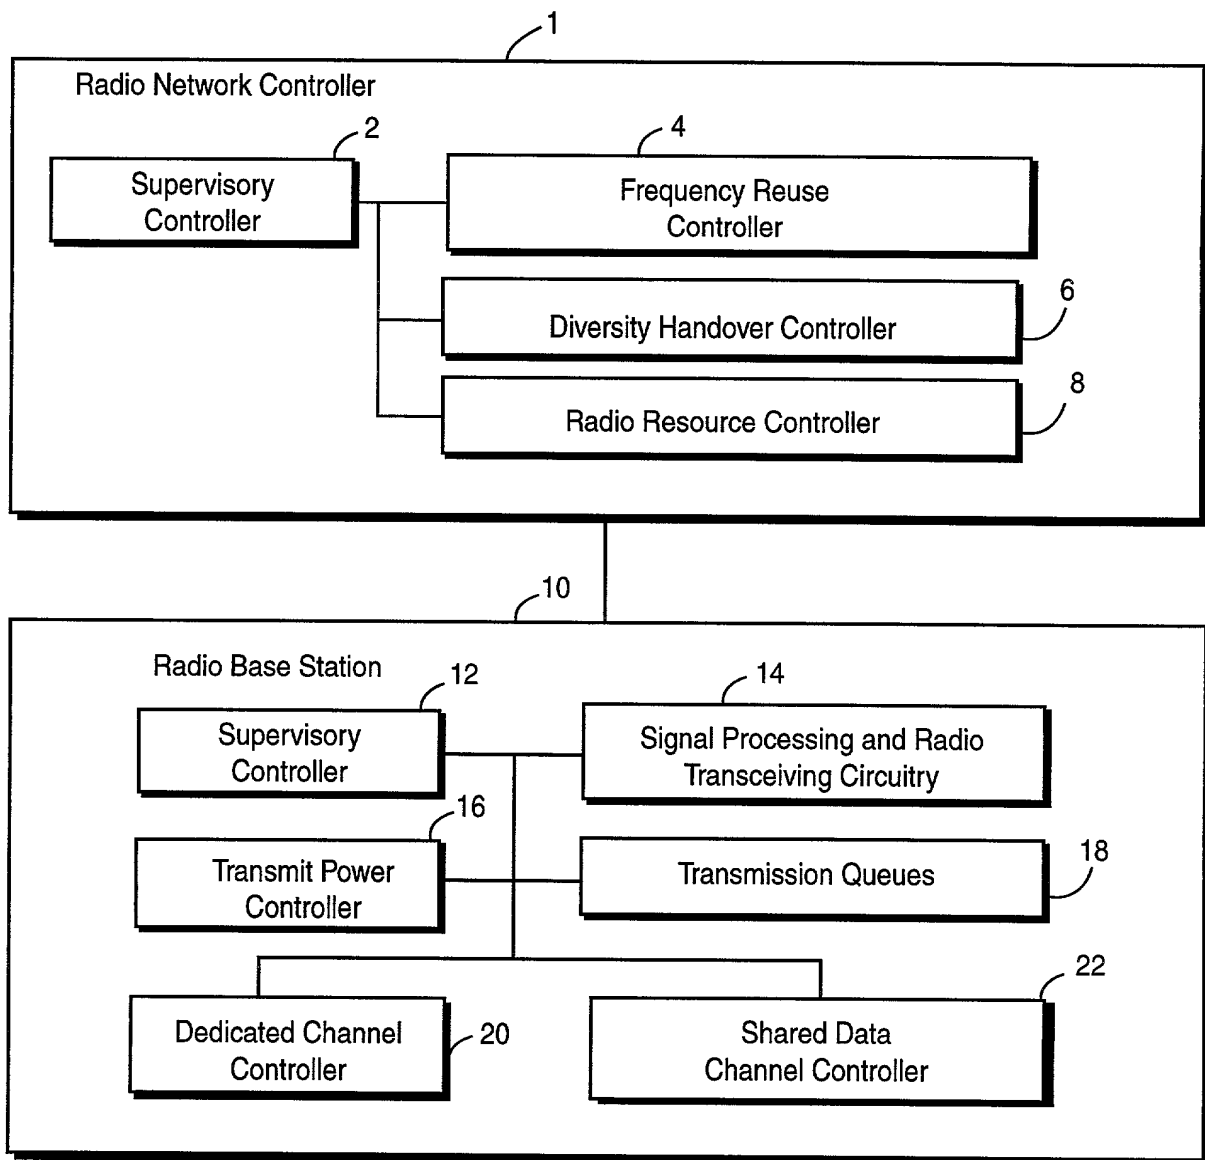 1
Radio Network Controller
2
4
Supervisory
Controller
Frequency Reuse
Controller
6
Diversity Handover Controller
8
Radio Resource Controller
10
Radio Base Station
12
14
Supervisory
Controller
Signal Processing and Radio
Transceiving Circuitry
16
18
Transmit Power
Controller
Transmission Queues
22
Dedicated Channel
Controller
20
Shared Data
Channel Controller